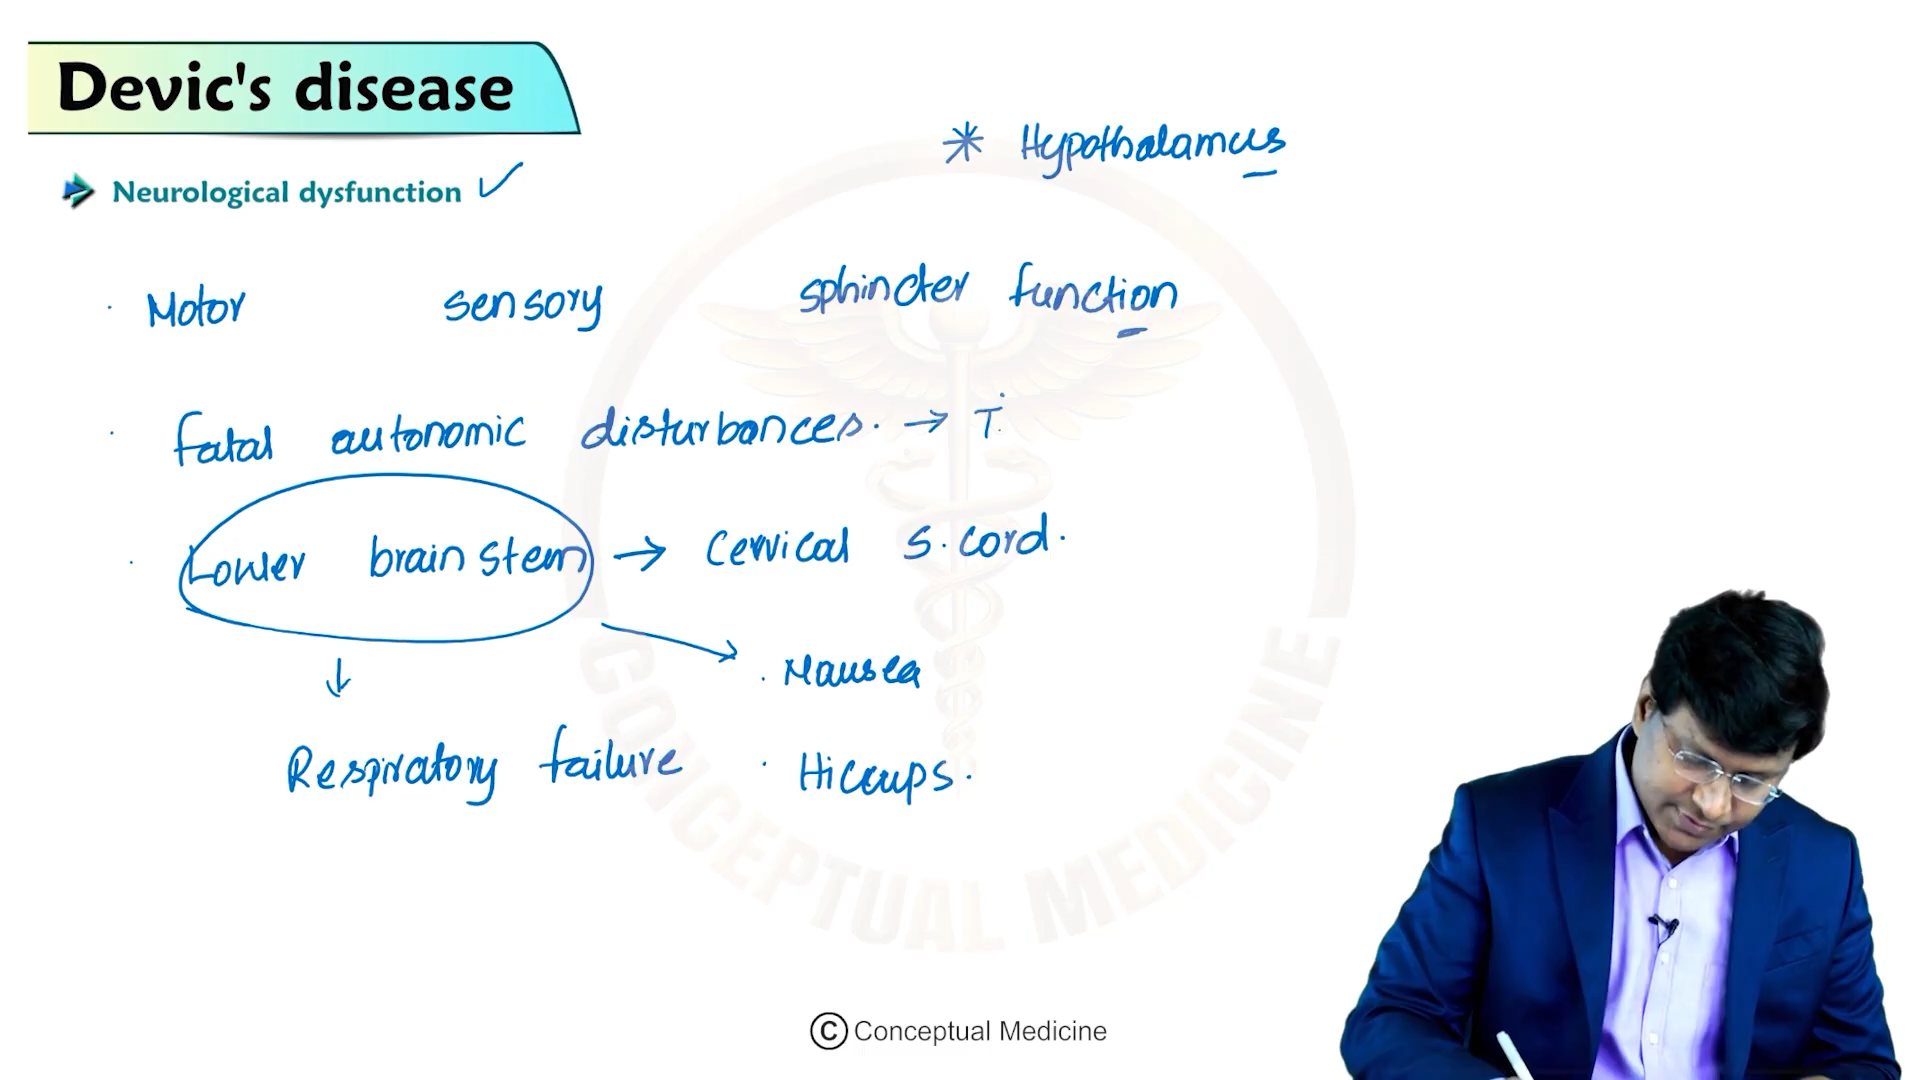 Devic's disease
* Hypothalamus
Neurological dysfunction ✓
· Motor sensory sphincter function
· Fatal autonomic disturbances. → T.
· Lower brain stem → Cervical S. cord.
↓ → · Nausea
Respiratory failure · Hiccups.
CONCEPTUAL MEDICINE
© Conceptual Medicine